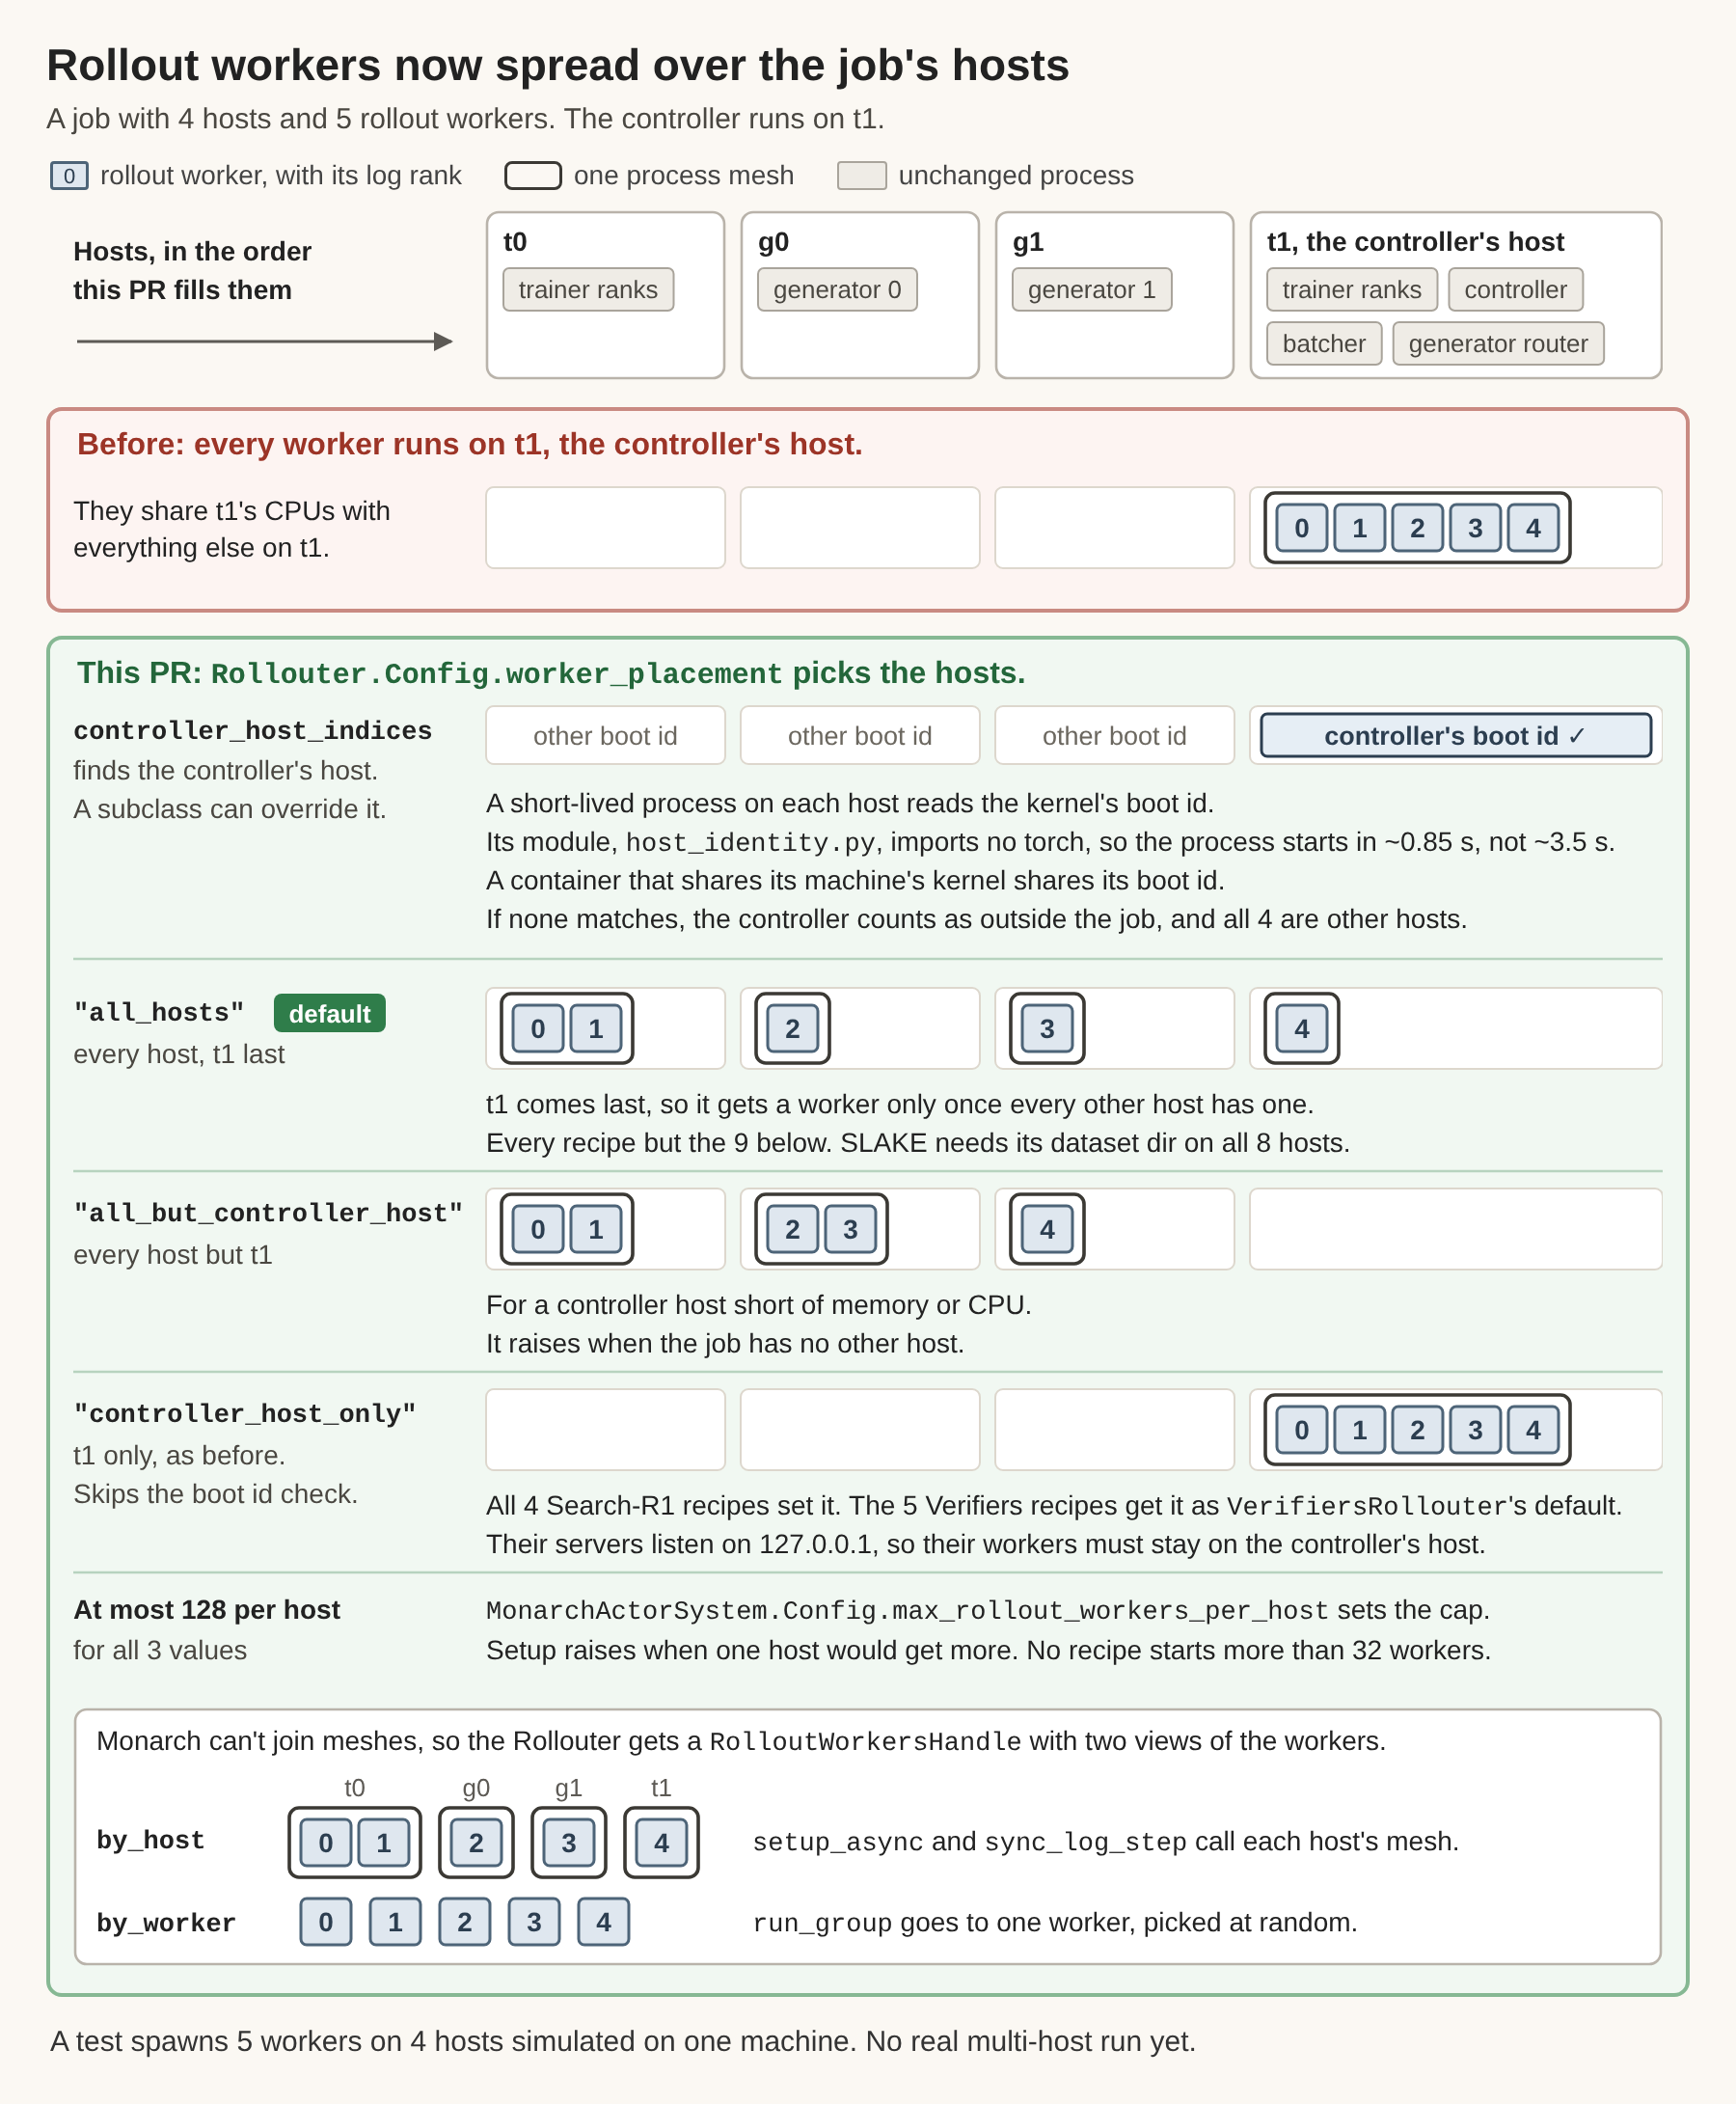 Rollout workers now spread over the job's hosts
A job with 4 hosts and 5 rollout workers. The controller runs on t1.
0 rollout worker, with its log rank one process mesh unchanged process
Hosts, in the order
this PR fills them
t0
trainer ranks
g0
generator 0
g1
generator 1
t1, the controller's host
trainer ranks controller
batcher generator router
Before: every worker runs on t1, the controller's host.
They share t1's CPUs with
everything else on t1.
0 1 2 3 4
This PR: Rollouter.Config.worker_placement picks the hosts.
controller_host_indices
finds the controller's host.
A subclass can override it.
other boot id other boot id other boot id controller's boot id ✓
A short-lived process on each host reads the kernel's boot id.
Its module, host_identity.py, imports no torch, so the process starts in ~0.85 s, not ~3.5 s.
A container that shares its machine's kernel shares its boot id.
If none matches, the controller counts as outside the job, and all 4 are other hosts.
"all_hosts" default
every host, t1 last
0 1 2 3 4
t1 comes last, so it gets a worker only once every other host has one.
Every recipe but the 9 below. SLAKE needs its dataset dir on all 8 hosts.
"all_but_controller_host"
every host but t1
0 1 2 3 4
For a controller host short of memory or CPU.
It raises when the job has no other host.
"controller_host_only"
t1 only, as before.
Skips the boot id check.
0 1 2 3 4
All 4 Search-R1 recipes set it. The 5 Verifiers recipes get it as VerifiersRollouter's default.
Their servers listen on 127.0.0.1, so their workers must stay on the controller's host.
At most 128 per host
for all 3 values
MonarchActorSystem.Config.max_rollout_workers_per_host sets the cap.
Setup raises when one host would get more. No recipe starts more than 32 workers.
Monarch can't join meshes, so the Rollouter gets a RolloutWorkersHandle with two views of the workers.
t0 g0 g1 t1
by_host 0 1 2 3 4 setup_async and sync_log_step call each host's mesh.
by_worker 0 1 2 3 4 run_group goes to one worker, picked at random.
A test spawns 5 workers on 4 hosts simulated on one machine. No real multi-host run yet.